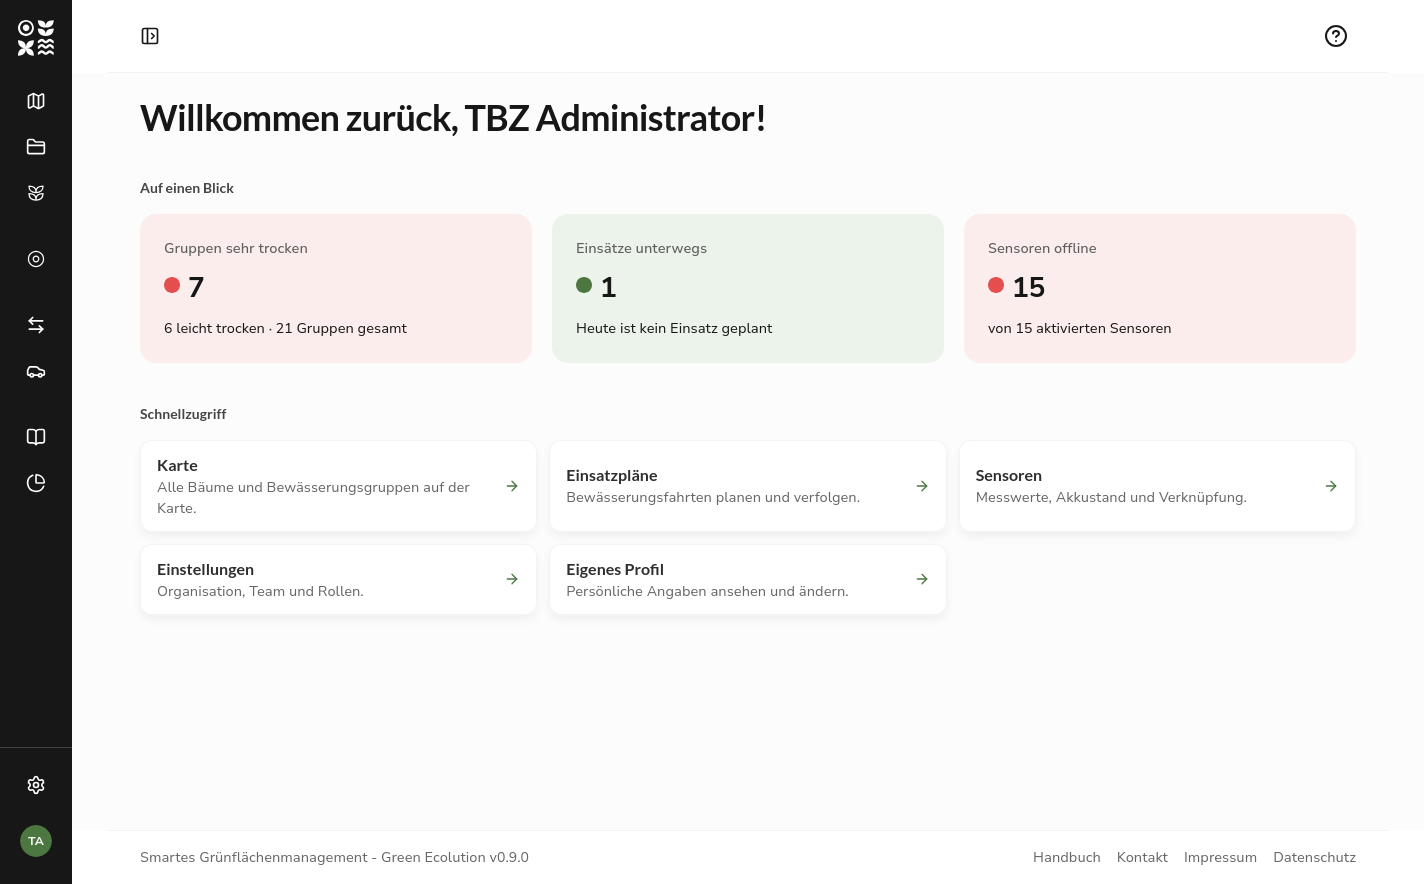 Willkommen zurück, TBZ Administrator!
Auf einen Blick
Gruppen sehr trocken
7
6 leicht trocken · 21 Gruppen gesamt
Einsätze unterwegs
1
Heute ist kein Einsatz geplant
Sensoren offline
15
von 15 aktivierten Sensoren
Schnellzugriff
Karte
Alle Bäume und Bewässerungsgruppen auf der
Karte.
Einsatzpläne
Bewässerungsfahrten planen und verfolgen.
Sensoren
Messwerte, Akkustand und Verknüpfung.
Einstellungen
Organisation, Team und Rollen.
Eigenes Profil
Persönliche Angaben ansehen und ändern.
TA
Smartes Grünflächenmanagement - Green Ecolution v0.9.0
Handbuch Kontakt Impressum Datenschutz